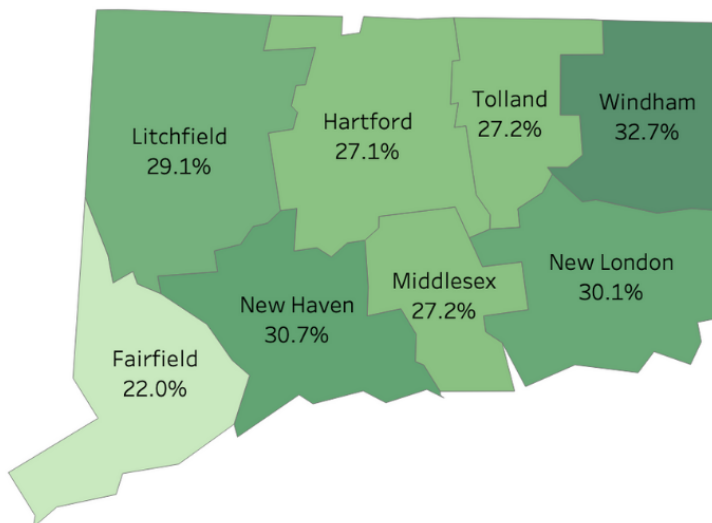 Litchfield
29.1%
Hartford
27.1%
Tolland
27.2%
Windham
32.7%
Fairfield
22.0%
New Haven
30.7%
Middlesex
27.2%
New London
30.1%